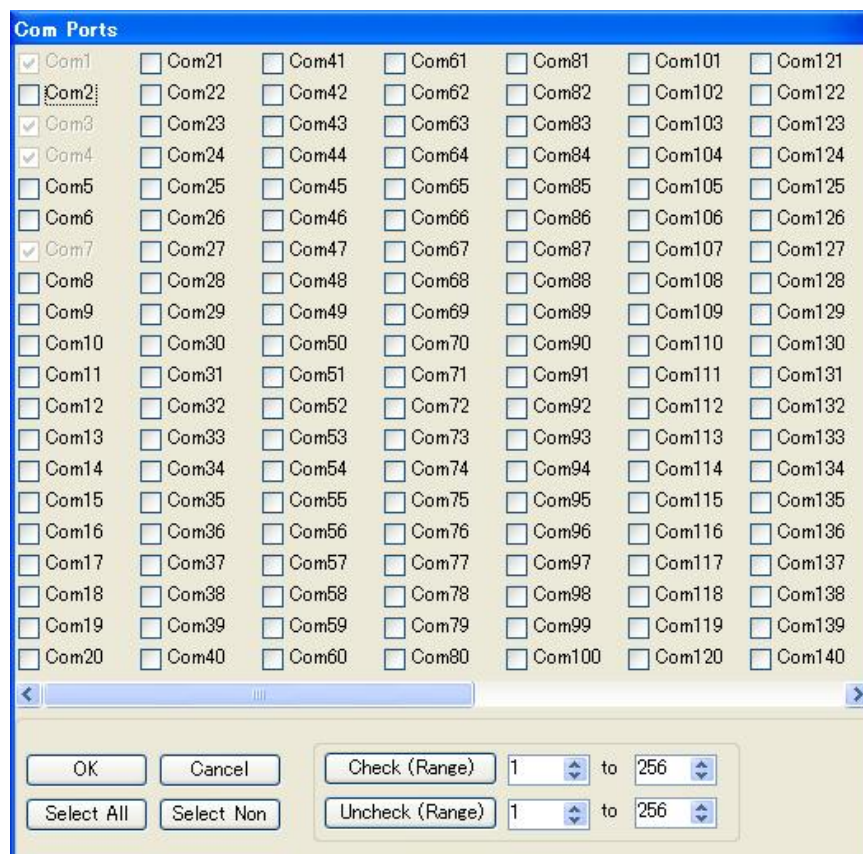 Com Ports
Com1 Com21 Com41 Com61 Com81 Com101 Com121
Com2 Com22 Com42 Com62 Com82 Com102 Com122
Com3 Com23 Com43 Com63 Com83 Com103 Com123
Com4 Com24 Com44 Com64 Com84 Com104 Com124
Com5 Com25 Com45 Com65 Com85 Com105 Com125
Com6 Com26 Com46 Com66 Com86 Com106 Com126
Com7 Com27 Com47 Com67 Com87 Com107 Com127
Com8 Com28 Com48 Com68 Com88 Com108 Com128
Com9 Com29 Com49 Com69 Com89 Com109 Com129
Com10 Com30 Com50 Com70 Com90 Com110 Com130
Com11 Com31 Com51 Com71 Com91 Com111 Com131
Com12 Com32 Com52 Com72 Com92 Com112 Com132
Com13 Com33 Com53 Com73 Com93 Com113 Com133
Com14 Com34 Com54 Com74 Com94 Com114 Com134
Com15 Com35 Com55 Com75 Com95 Com115 Com135
Com16 Com36 Com56 Com76 Com96 Com116 Com136
Com17 Com37 Com57 Com77 Com97 Com117 Com137
Com18 Com38 Com58 Com78 Com98 Com118 Com138
Com19 Com39 Com59 Com79 Com99 Com119 Com139
Com20 Com40 Com60 Com80 Com100 Com120 Com140
OK Cancel Check (Range) 1 to 256
Select All Select Non Uncheck (Range) 1 to 256